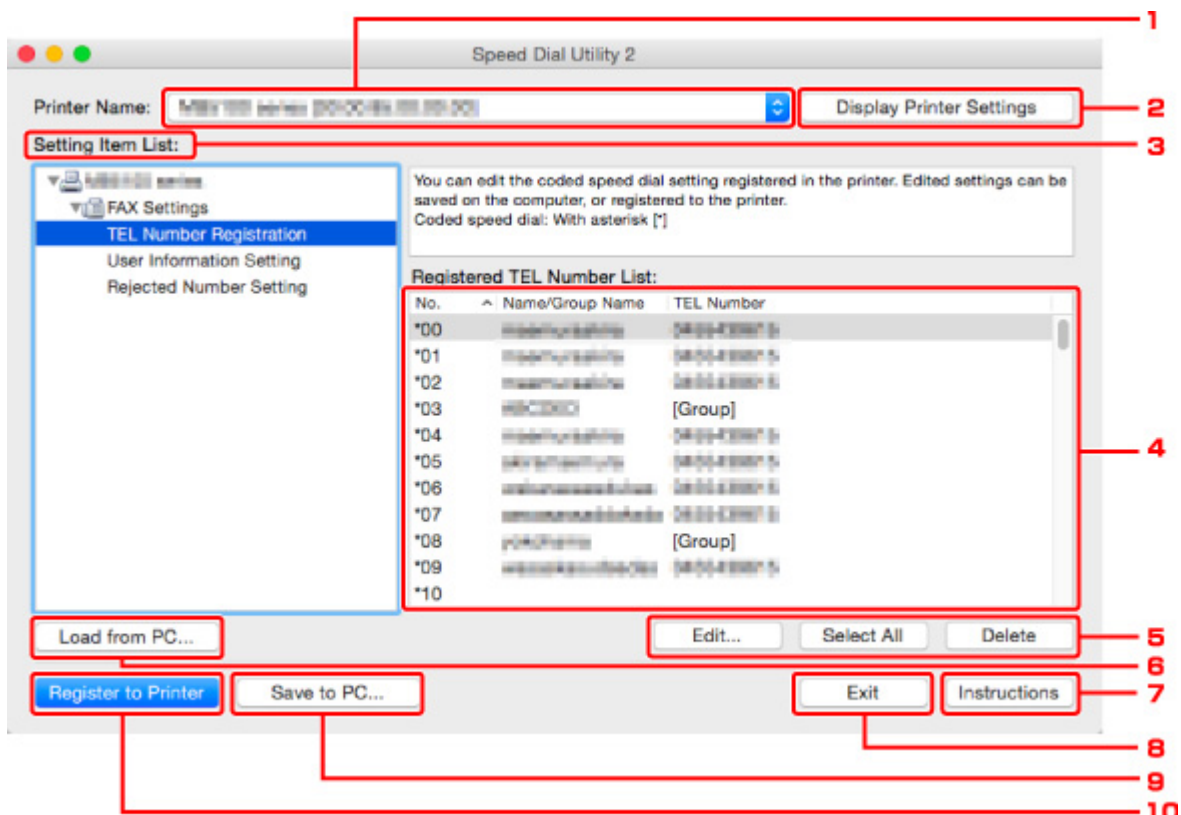 1
Speed Dial Utility 2
Printer Name:
Display Printer Settings
2
Setting Item List:
3
series
FAX Settings
TEL Number Registration
User Information Setting
Rejected Number Setting
You can edit the coded speed dial setting registered in the printer. Edited settings can be
saved on the computer, or registered to the printer.
Coded speed dial: With asterisk [*]
Registered TEL Number List:
No. Name/Group Name TEL Number
*00
*01
*02
*03 [Group]
*04
*05
*06
*07
*08 [Group]
*09
*10
4
Load from PC...
Edit... Select All Delete
5
6
Register to Printer Save to PC... Exit Instructions
7
8
9
10